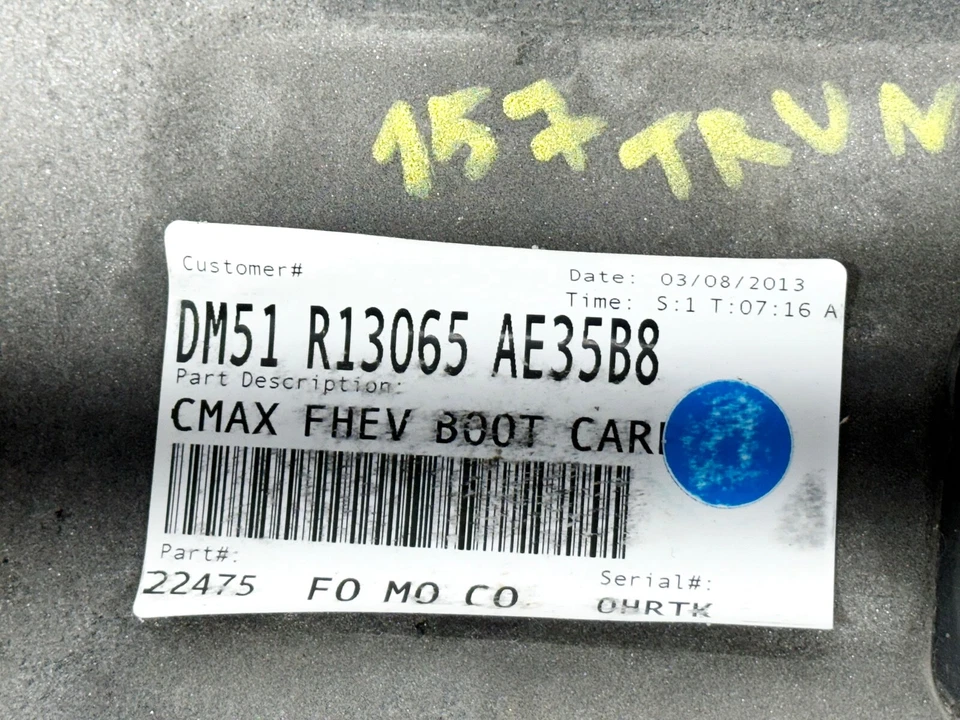 157 TRUN
Customer#
Date: 03/08/2013
Time: S:1 T:07:16 A
DM51 R13065 AE35B8
Part Description:
CMAX FHEV BOOT CAR
Part#:
22475 FO MO CO
Serial#:
OHRTK